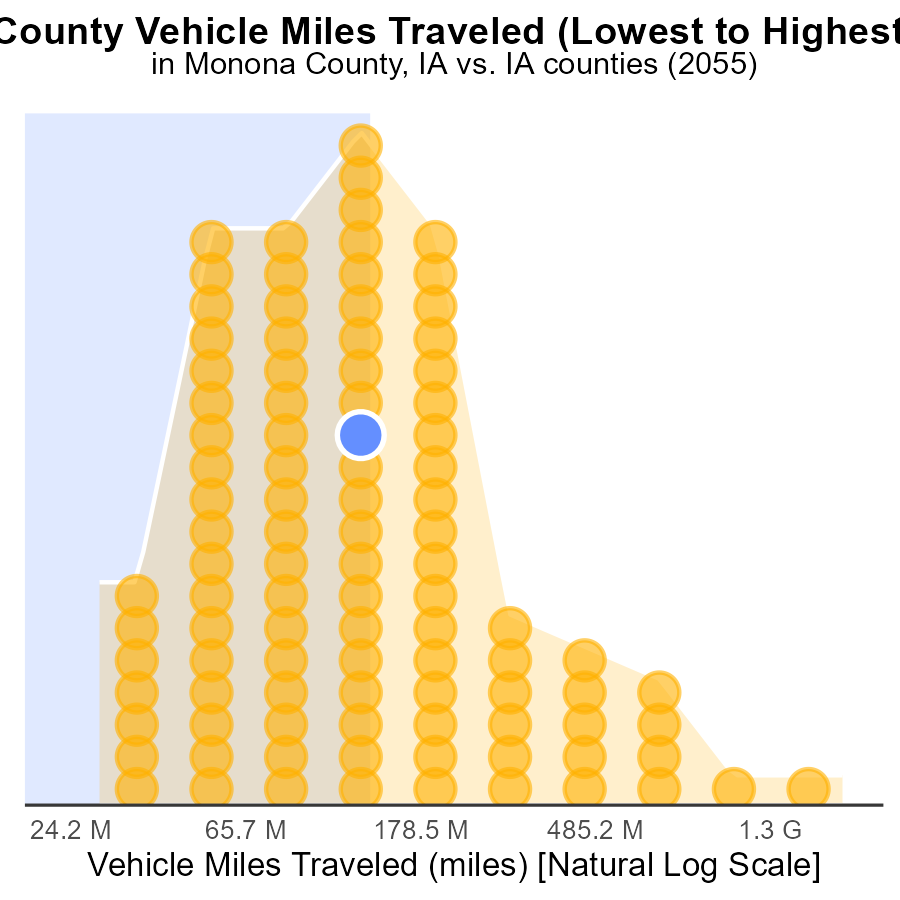 County Vehicle Miles Traveled (Lowest to Highest
in Monona County, IA vs. IA counties (2055)
24.2 M 65.7 M 178.5 M 485.2 M 1.3 G
Vehicle Miles Traveled (miles) [Natural Log Scale]